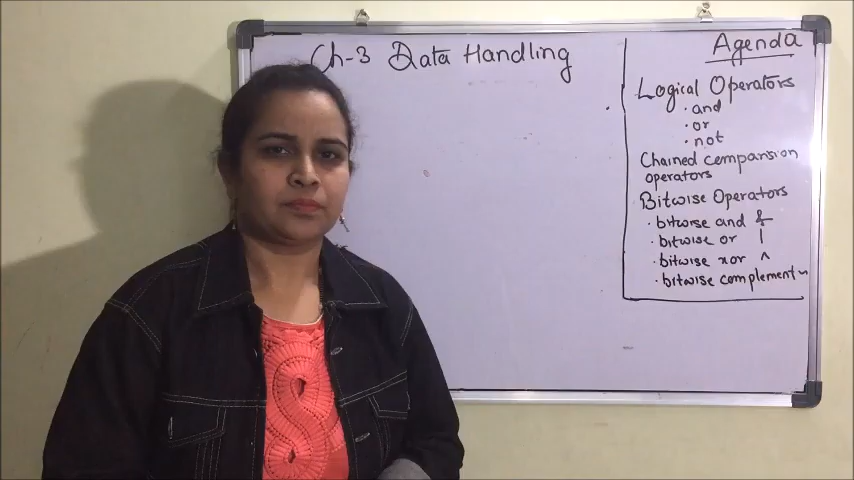 Ch-3 Data Handling
Agenda
Logical Operators
· and
· or
· not
Chained comparision
operators
Bitwise Operators
· bitwise and &
· bitwise or |
· bitwise xor ^
· bitwise complement ~